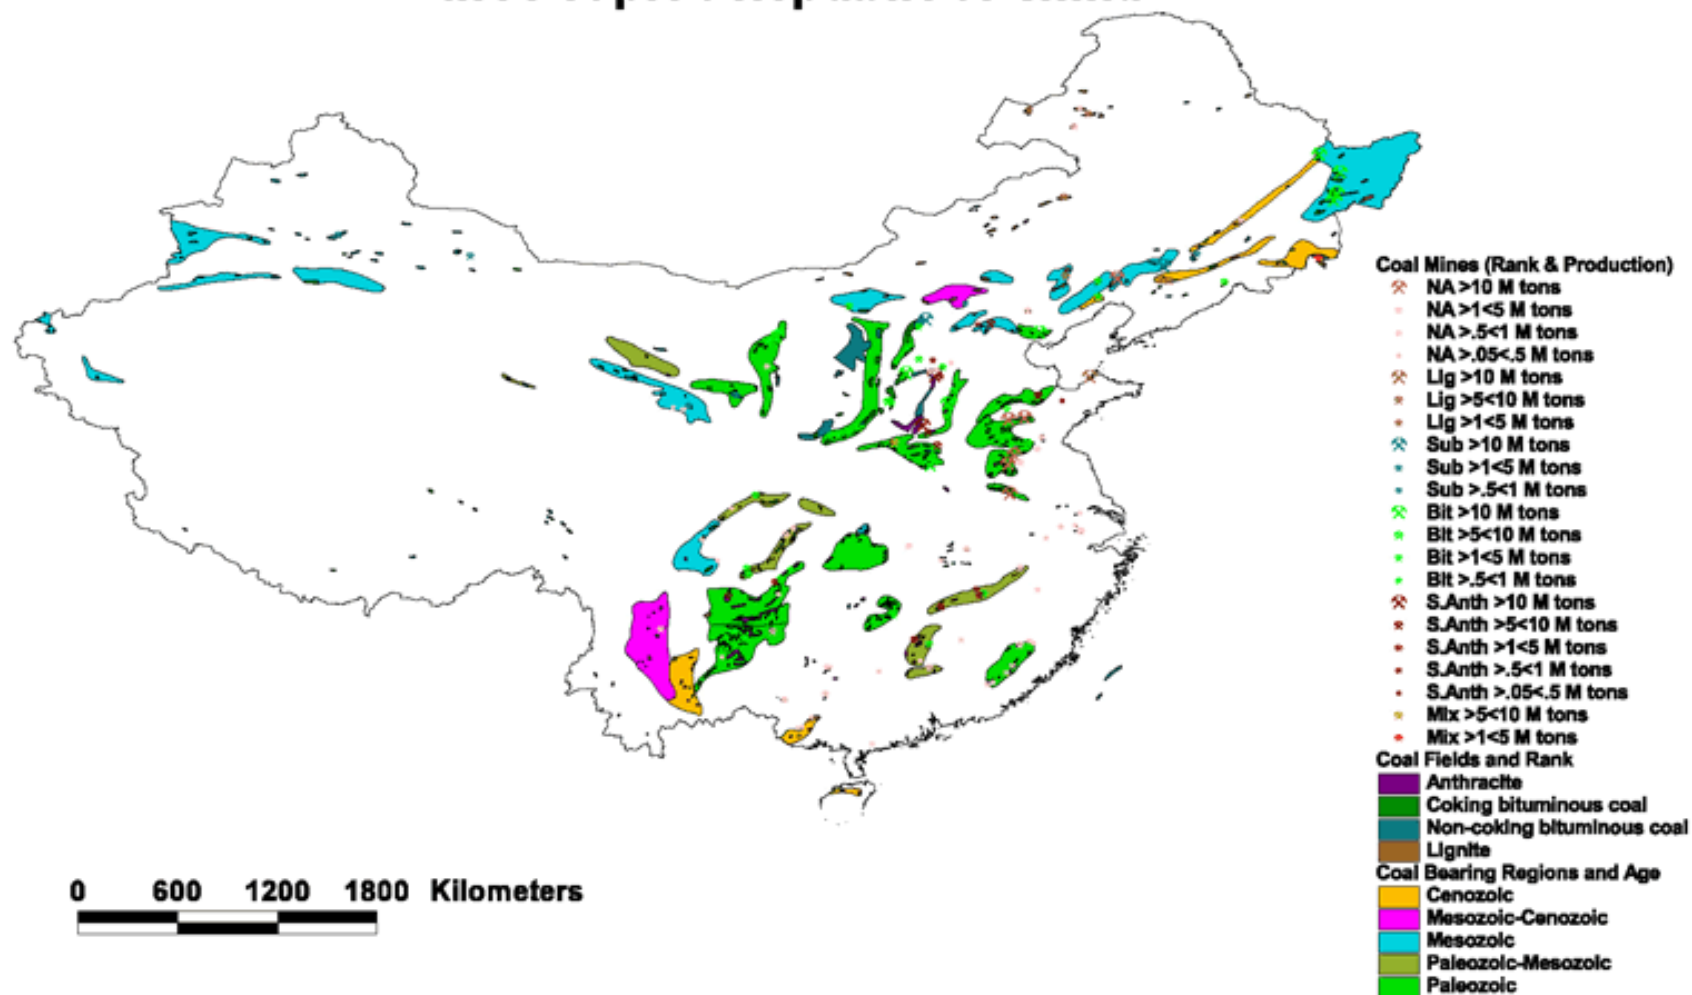 Coal Mines (Rank & Production)
NA >10 M tons
NA >1<5 M tons
NA >.5<1 M tons
NA >.05<.5 M tons
Lig >10 M tons
Lig >5<10 M tons
Lig >1<5 M tons
Sub >10 M tons
Sub >1<5 M tons
Sub >.5<1 M tons
Bit >10 M tons
Bit >5<10 M tons
Bit >1<5 M tons
Bit >.5<1 M tons
S.Anth >10 M tons
S.Anth >5<10 M tons
S.Anth >1<5 M tons
S.Anth >.5<1 M tons
S.Anth >.05<.5 M tons
Mix >5<10 M tons
Mix >1<5 M tons
Coal Fields and Rank
Anthracite
Coking bituminous coal
Non-coking bituminous coal
Lignite
Coal Bearing Regions and Age
Cenozoic
Mesozoic-Cenozoic
Mesozoic
Paleozoic-Mesozoic
Paleozoic
0 600 1200 1800 Kilometers